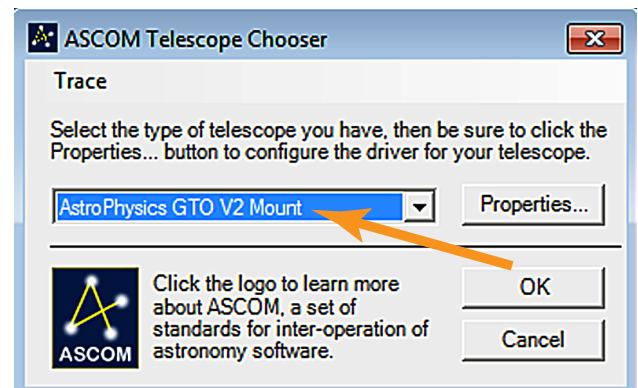 ASCOM Telescope Chooser
Trace
Select the type of telescope you have, then be sure to click the
Properties... button to configure the driver for your telescope.
AstroPhysics GTO V2 Mount
Properties...
Click the logo to learn more
about ASCOM, a set of
standards for inter-operation of
astronomy software.
ASCOM
OK
Cancel